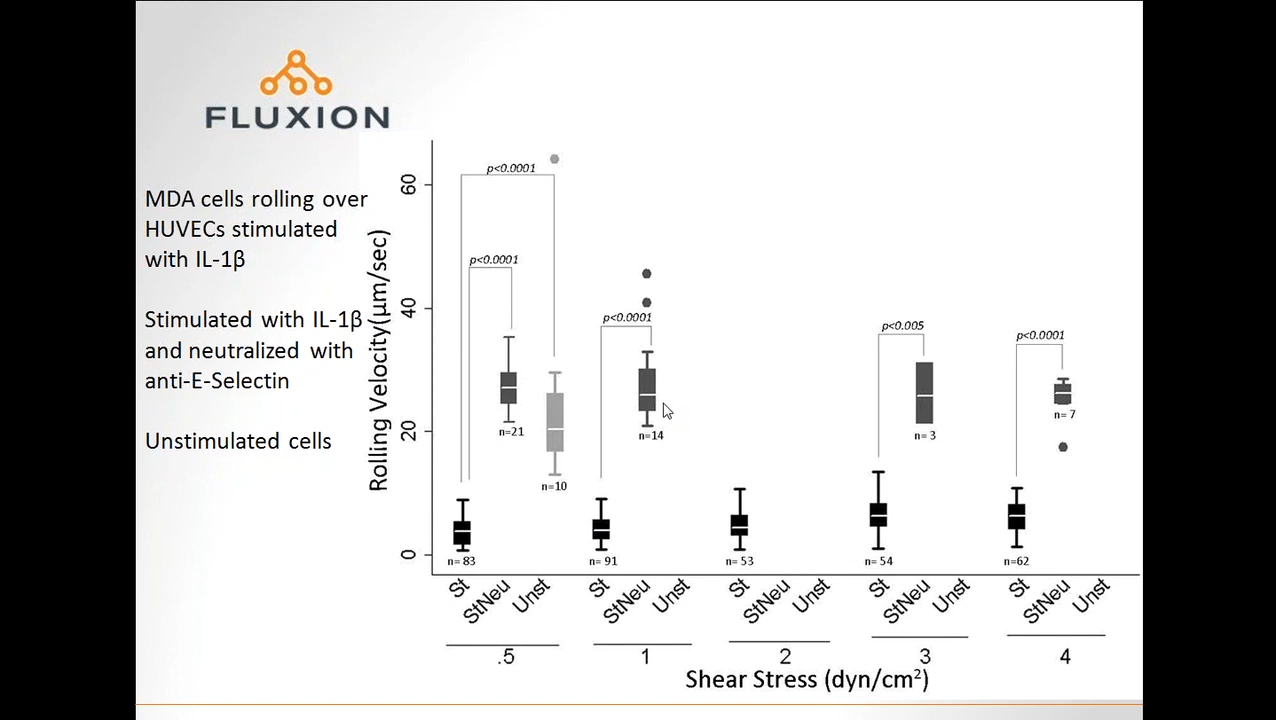 FLUXION
MDA cells rolling over
HUVECs stimulated
with IL-1β
Stimulated with IL-1β
and neutralized with
anti-E-Selectin
Unstimulated cells
Rolling Velocity(µm/sec)
60
40
20
0
p<0.0001
p<0.0001
p<0.0001
p<0.005
p<0.0001
n=21
n=10
n=14
n= 3
n= 7
n= 83
n= 91
n= 53
n= 54
n=62
St StNeu Unst St StNeu Unst St StNeu Unst St StNeu Unst St StNeu Unst
.5 1 2 3 4
Shear Stress (dyn/cm²)